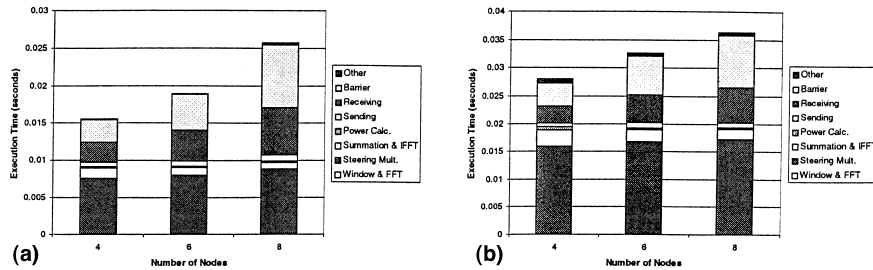 0.03
0.025
0.02
0.015
0.01
0.005
0
Execution Time (seconds)
4
6
8
Number of Nodes
Other
Barrier
Receiving
Sending
Power Calc.
Summation & IFFT
Steering Mult.
Window & FFT
(a)
0.04
0.035
0.03
0.025
0.02
0.015
0.01
0.005
0
Execution Time (seconds)
4
6
8
Number of Nodes
Other
Barrier
Receiving
Sending
Power Calc.
Summation & IFFT
Steering Mult.
Window & FFT
(b)